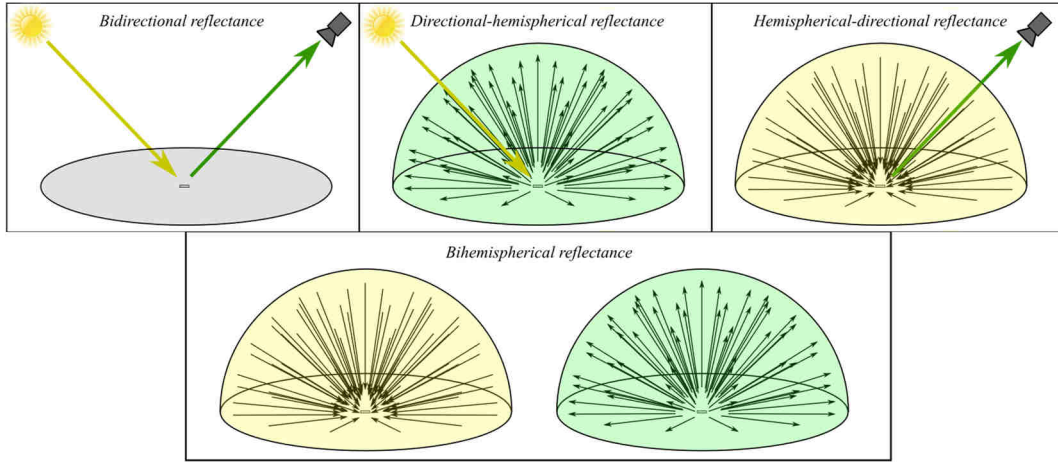 Bidirectional reflectance
Directional-hemispherical reflectance
Hemispherical-directional reflectance
Bihemispherical reflectance